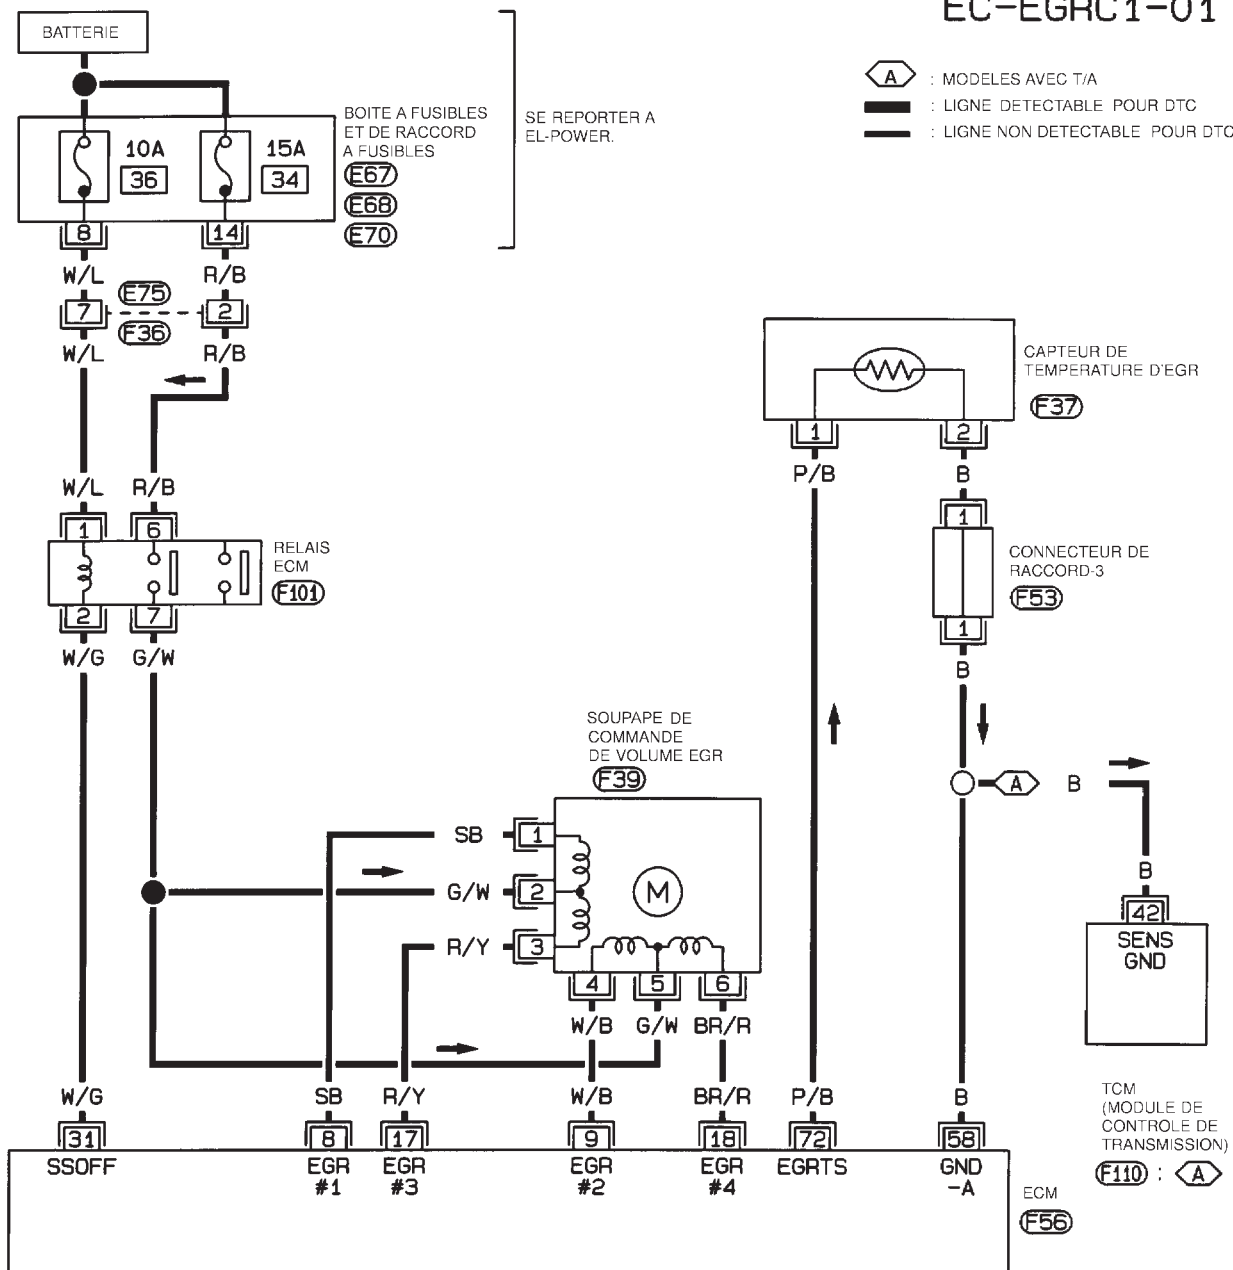 EC-EGRC1-01
BATTERIE
A : MODELES AVEC T/A
: LIGNE DETECTABLE POUR DTC
: LIGNE NON DETECTABLE POUR DTC
BOITE A FUSIBLES
ET DE RACCORD
A FUSIBLES
E67
E68
E70
SE REPORTER A
EL-POWER.
10A
36
15A
34
8
14
W/L
R/B
7
E75
F36
2
W/L
R/B
CAPTEUR DE
TEMPERATURE D'EGR
F37
1
2
P/B
B
W/L
R/B
1
6
RELAIS
ECM
F101
2
7
W/G
G/W
1
CONNECTEUR DE
RACCORD-3
F53
1
B
SOUPAPE DE
COMMANDE
DE VOLUME EGR
F39
A
B
SB
1
G/W
2
M
R/Y
3
4
5
6
W/B
G/W
BR/R
B
42
SENS
GND
TCM
(MODULE DE
CONTROLE DE
TRANSMISSION)
F110 : A
W/G
SB
R/Y
W/B
BR/R
P/B
B
31
8
17
9
18
72
58
SSOFF
EGR
#1
EGR
#3
EGR
#2
EGR
#4
EGRTS
GND
-A
ECM
F56